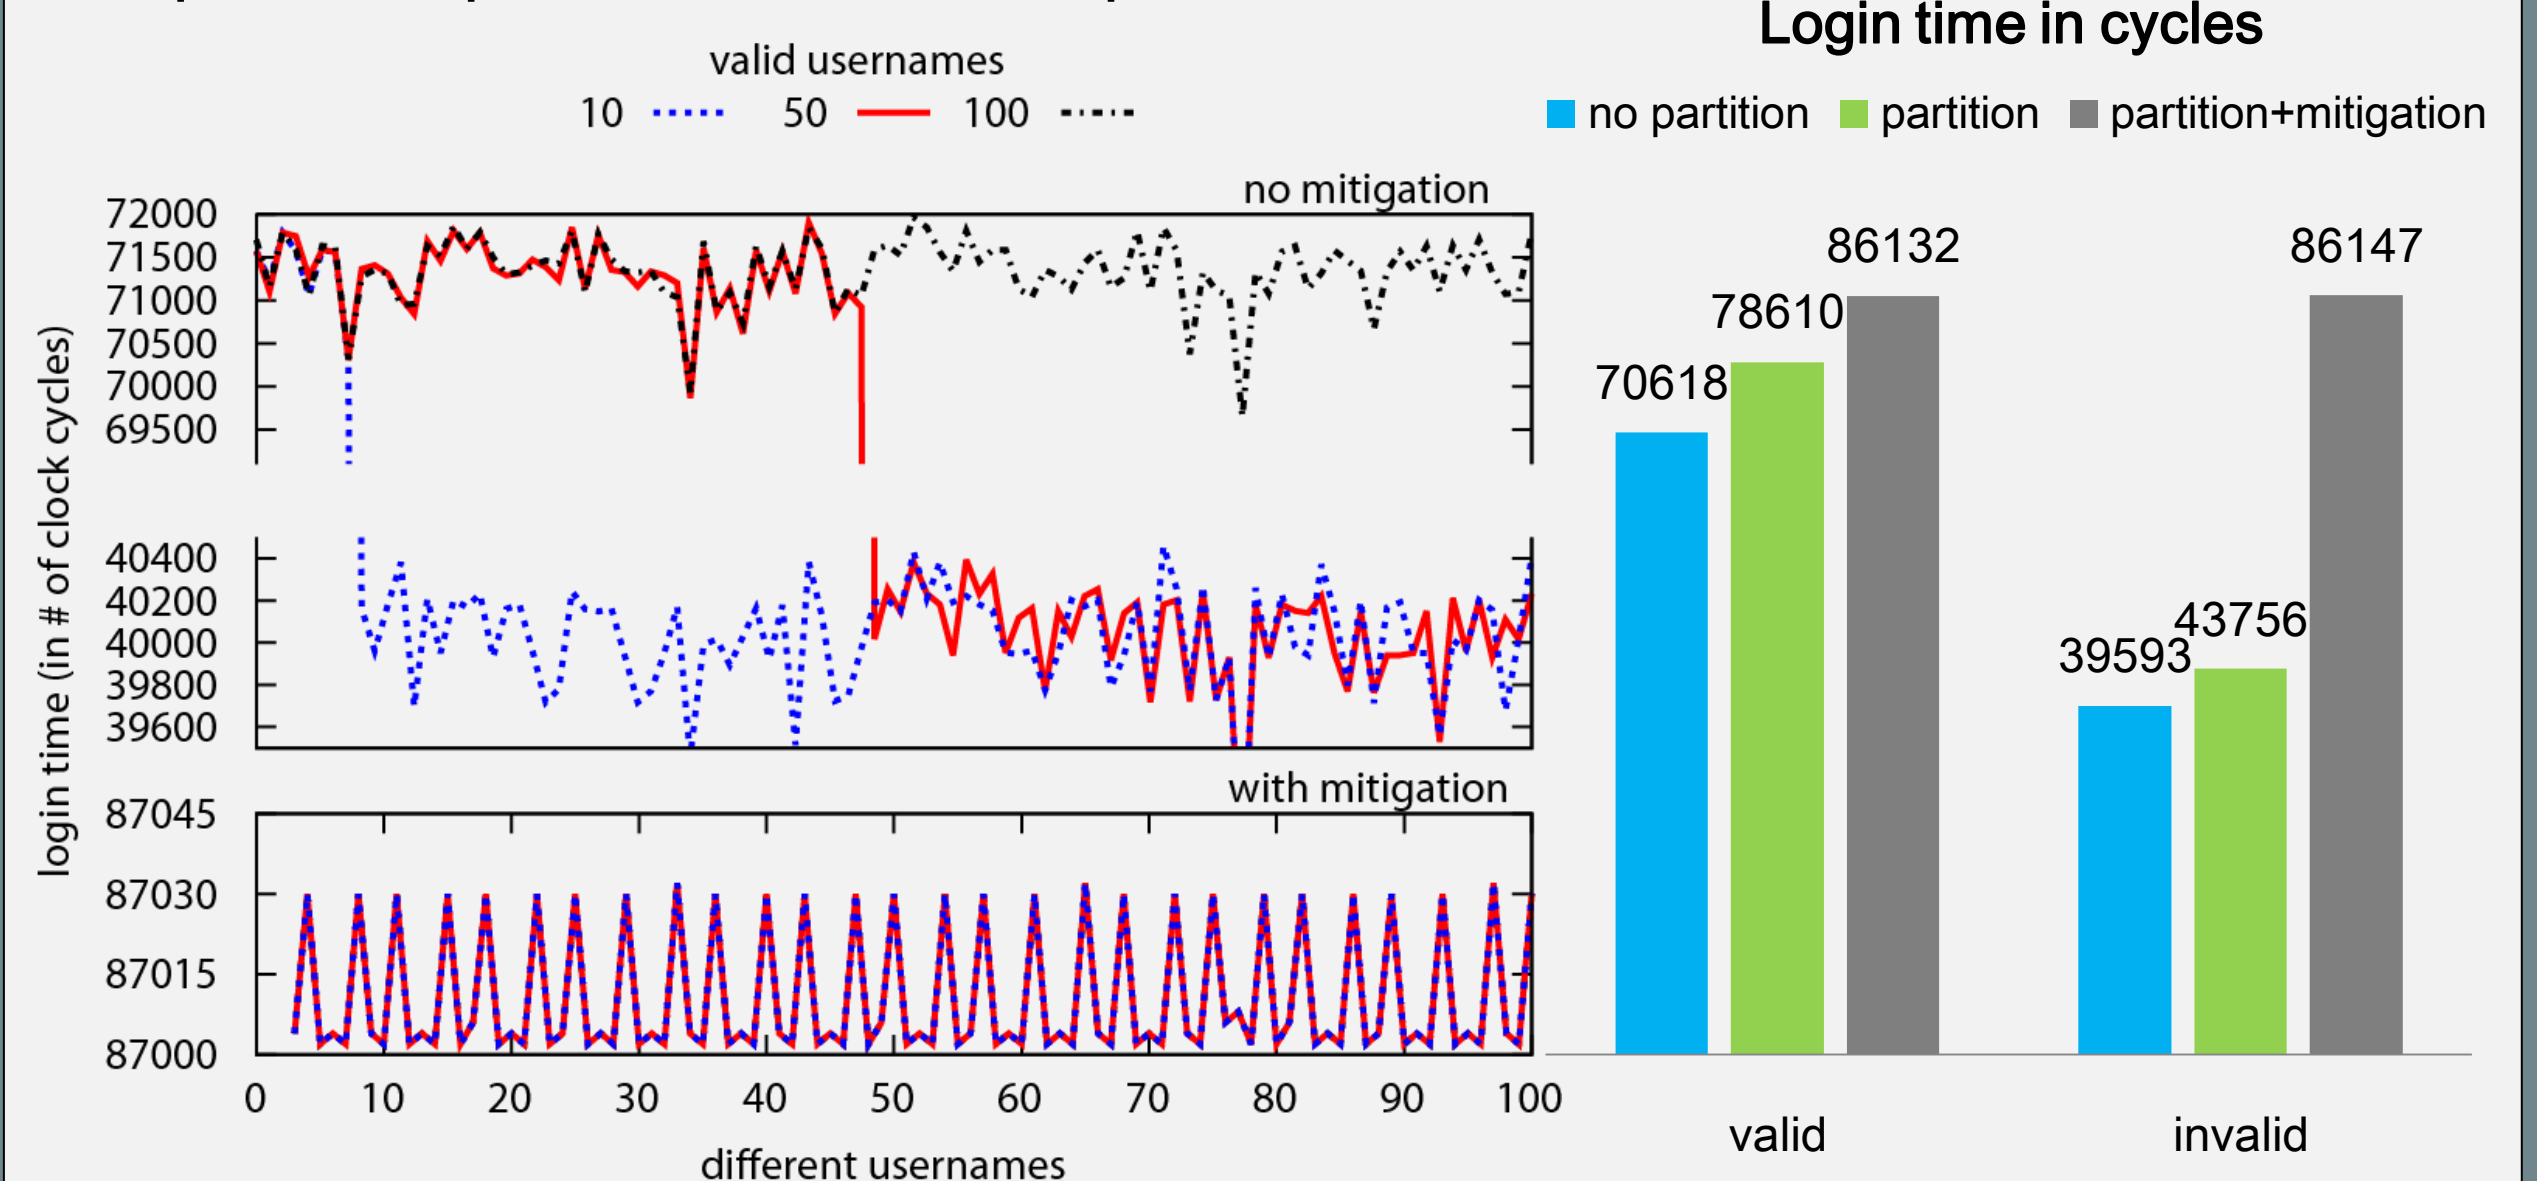 valid usernames
10 50 100
no mitigation
72000
71500
71000
70500
70000
69500
40400
40200
40000
39800
39600
with mitigation
87045
87030
87015
87000
0 10 20 30 40 50 60 70 80 90 100
different usernames
login time (in # of clock cycles)
Login time in cycles
no partition partition partition+mitigation
70618
78610
86132
39593
43756
86147
valid invalid